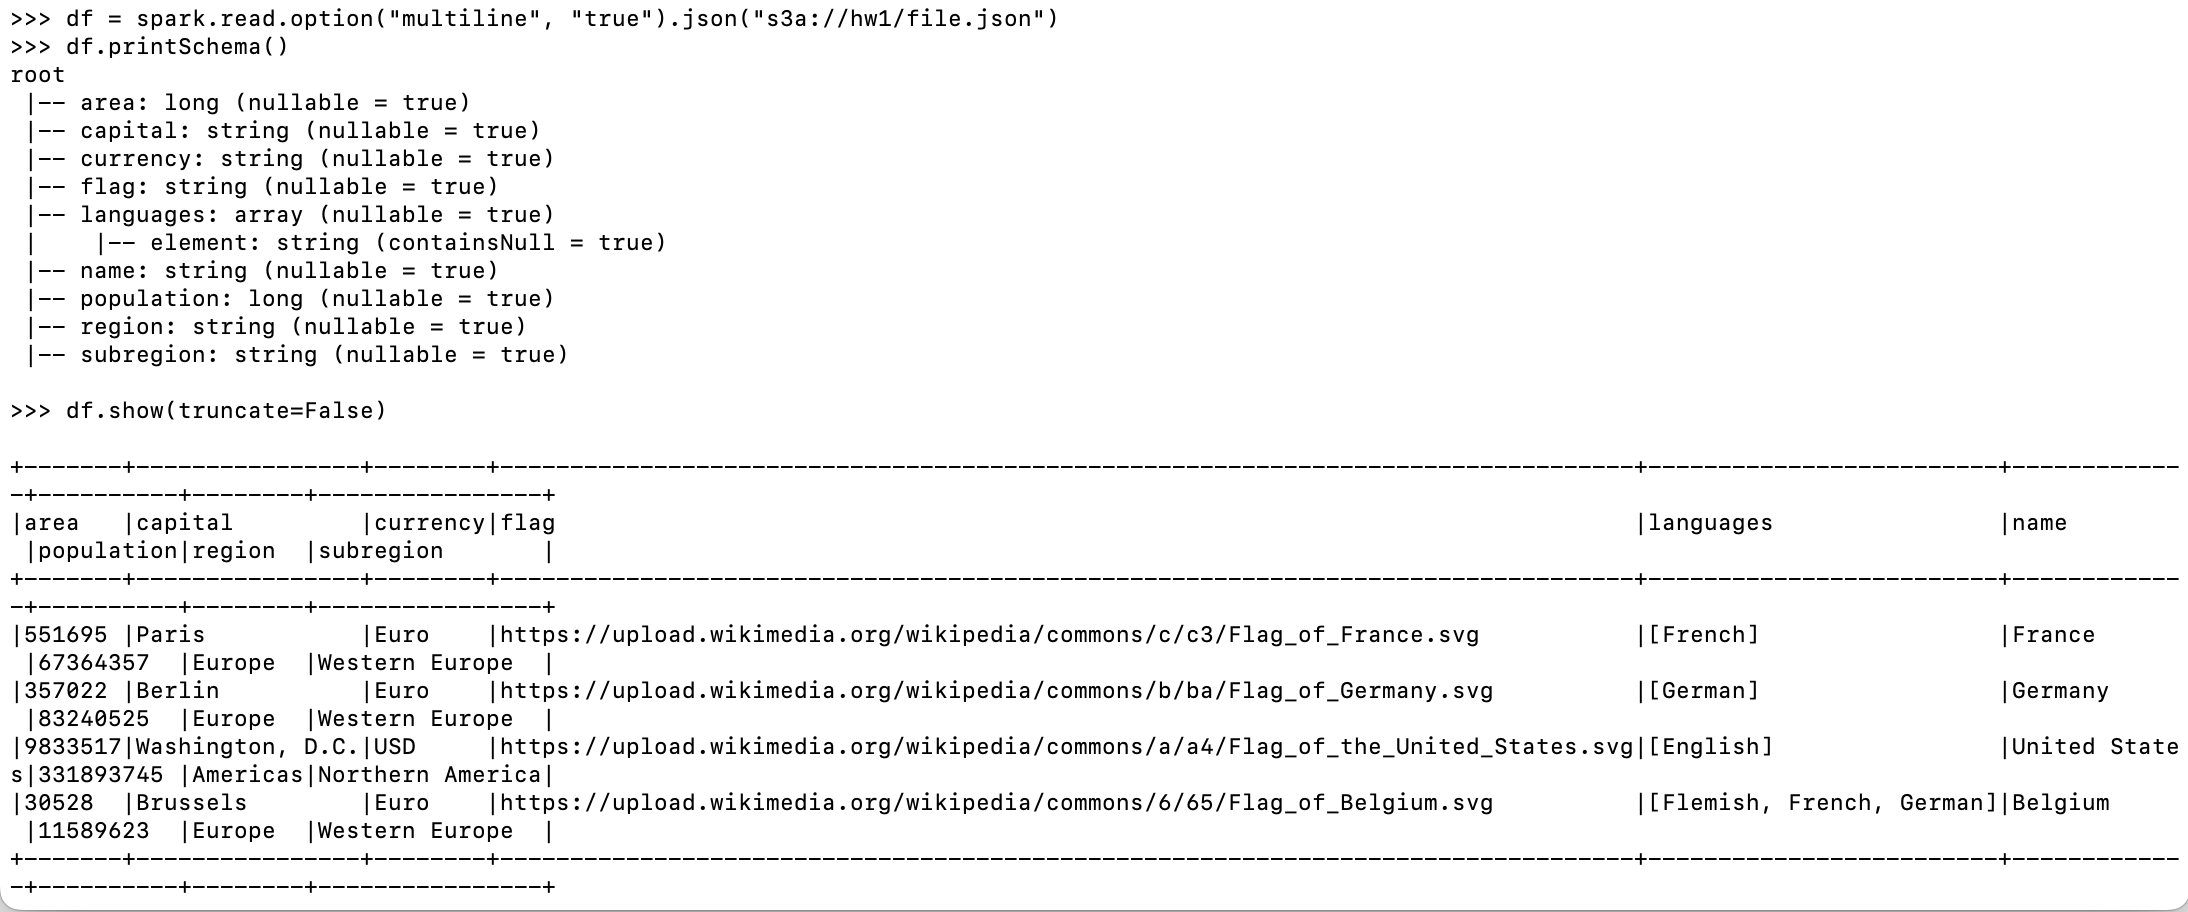 >>> df = spark.read.option("multiline", "true").json("s3a://hw1/file.json")
>>> df.printSchema()
root
 |-- area: long (nullable = true)
 |-- capital: string (nullable = true)
 |-- currency: string (nullable = true)
 |-- flag: string (nullable = true)
 |-- languages: array (nullable = true)
 |    |-- element: string (containsNull = true)
 |-- name: string (nullable = true)
 |-- population: long (nullable = true)
 |-- region: string (nullable = true)
 |-- subregion: string (nullable = true)

>>> df.show(truncate=False)

+-------+----------------+--------+---------------------------------------------------------------------------------+-------------------------+------------
-+----------+--------+----------------+
|area   |capital         |currency|flag                                                                             |languages                |name
 |population|region  |subregion       |
+-------+----------------+--------+---------------------------------------------------------------------------------+-------------------------+------------
-+----------+--------+----------------+
|551695 |Paris           |Euro    |https://upload.wikimedia.org/wikipedia/commons/c/c3/Flag_of_France.svg           |[French]                 |France
 |67364357  |Europe  |Western Europe  |
|357022 |Berlin          |Euro    |https://upload.wikimedia.org/wikipedia/commons/b/ba/Flag_of_Germany.svg          |[German]                 |Germany
 |83240525  |Europe  |Western Europe  |
|9833517|Washington, D.C.|USD     |https://upload.wikimedia.org/wikipedia/commons/a/a4/Flag_of_the_United_States.svg|[English]                |United State
s|331893745 |Americas|Northern America|
|30528  |Brussels        |Euro    |https://upload.wikimedia.org/wikipedia/commons/6/65/Flag_of_Belgium.svg          |[Flemish, French, German]|Belgium
 |11589623  |Europe  |Western Europe  |
+-------+----------------+--------+---------------------------------------------------------------------------------+-------------------------+------------
-+----------+--------+----------------+